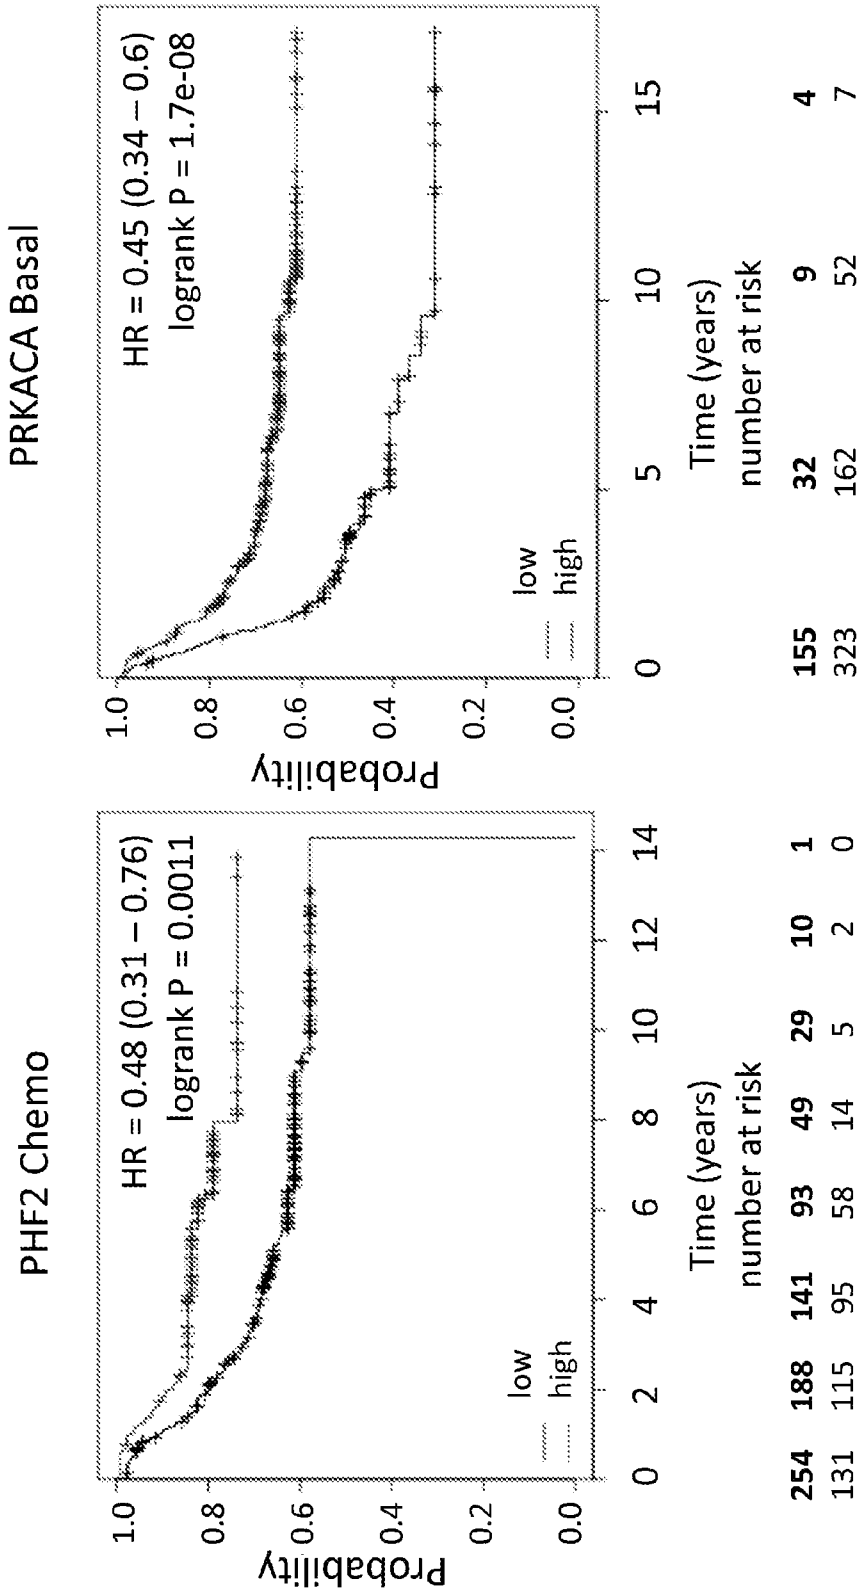 PHF2 Chemo
HR = 0.48 (0.31 – 0.76)
logrank P = 0.0011
Probability
1.0
0.8
0.6
0.4
0.2
0.0
low
high
0 2 4 6 8 10 12 14
Time (years)
number at risk
254 188 141 93 49 29 10 1
131 115 95 58 14 5 2 0
PRKACA Basal
HR = 0.45 (0.34 – 0.6)
logrank P = 1.7e-08
Probability
1.0
0.8
0.6
0.4
0.2
0.0
low
high
0 5 10 15
Time (years)
number at risk
155 32 9 4
323 162 52 7